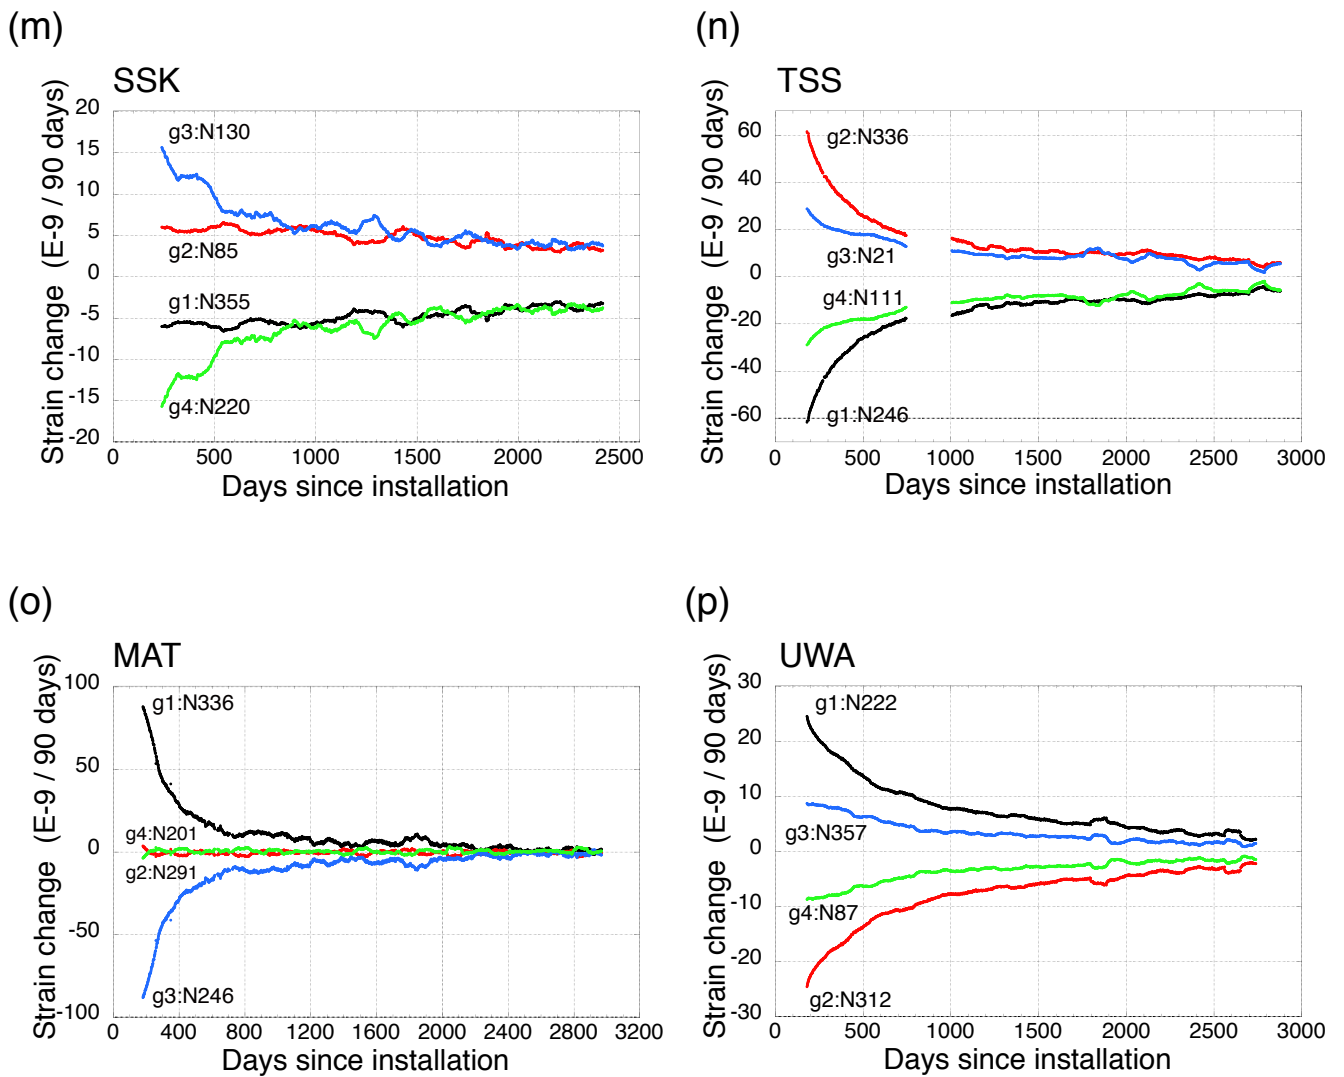 (m)
SSK
Strain change (E-9 / 90 days)
20
15
10
5
0
-5
-10
-15
-20
g3:N130
g2:N85
g1:N355
g4:N220
0 500 1000 1500 2000 2500
Days since installation
(n)
TSS
Strain change (E-9 / 90 days)
60
40
20
0
-20
-40
-60
g2:N336
g3:N21
g4:N111
g1:N246
0 500 1000 1500 2000 2500 3000
Days since installation
(o)
MAT
Strain change (E-9 / 90 days)
100
50
0
-50
-100
g1:N336
g4:N201
g2:N291
g3:N246
0 400 800 1200 1600 2000 2400 2800 3200
Days since installation
(p)
UWA
Strain change (E-9 / 90 days)
30
20
10
0
-10
-20
-30
g1:N222
g3:N357
g4:N87
g2:N312
0 500 1000 1500 2000 2500 3000
Days since installation